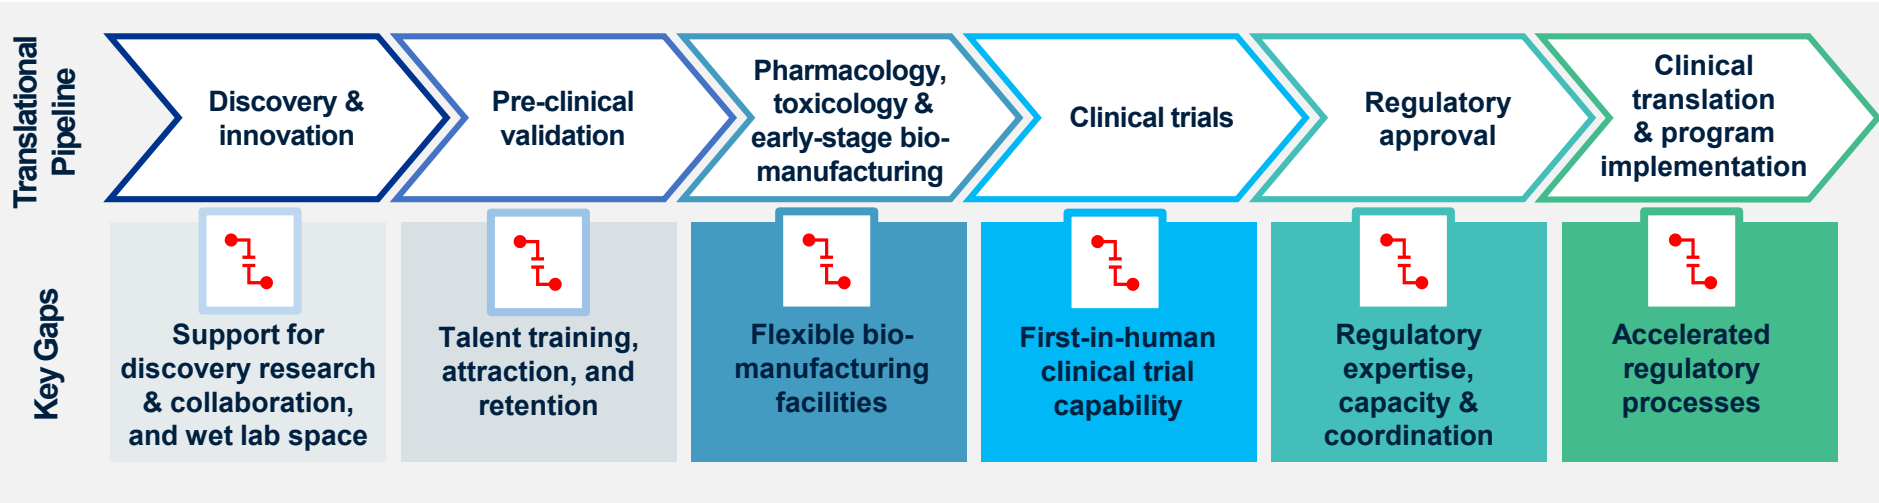 Translational
Pipeline
Discovery &
innovation
Pre-clinical
validation
Pharmacology,
toxicology &
early-stage bio-
manufacturing
Clinical trials
Regulatory
approval
Clinical
translation
& program
implementation
Key Gaps
Support for
discovery research
& collaboration,
and wet lab space
Talent training,
attraction, and
retention
Flexible bio-
manufacturing
facilities
First-in-human
clinical trial
capability
Regulatory
expertise,
capacity &
coordination
Accelerated
regulatory
processes